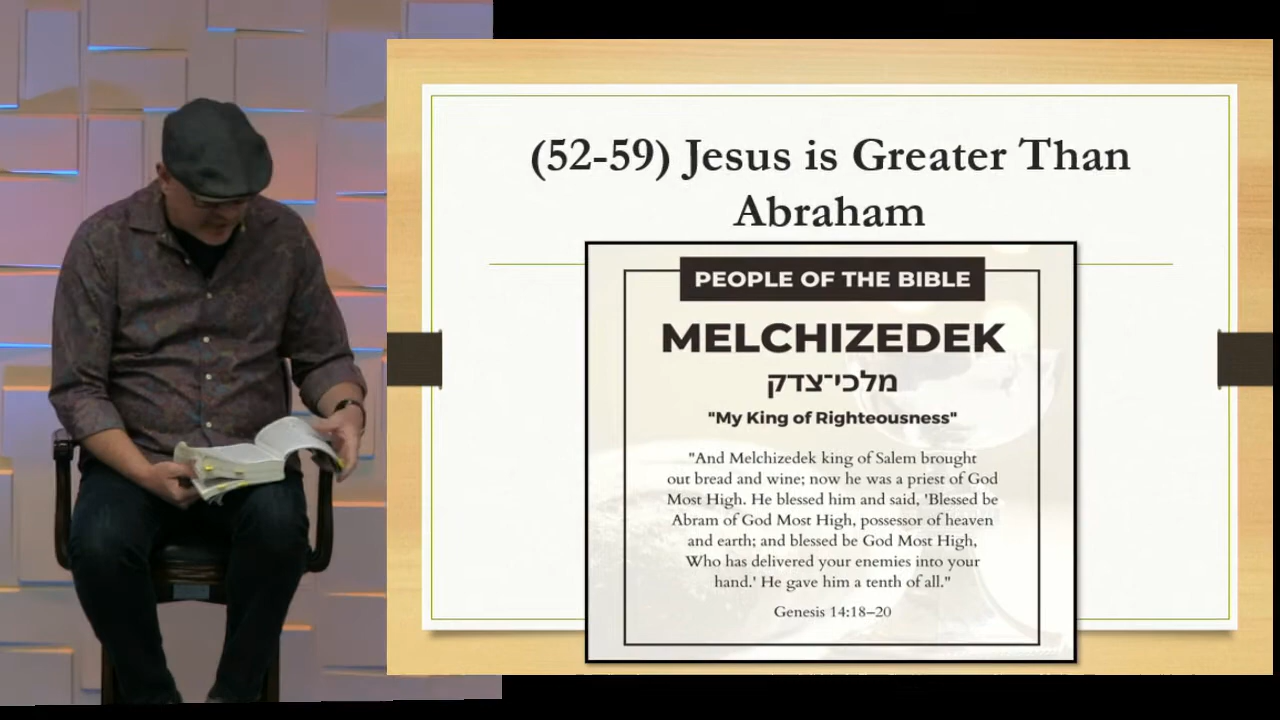 (52-59) Jesus is Greater Than
Abraham
PEOPLE OF THE BIBLE
MELCHIZEDEK
מלכי־צדק
"My King of Righteousness"
"And Melchizedek king of Salem brought
out bread and wine; now he was a priest of God
Most High. He blessed him and said, 'Blessed be
Abram of God Most High, possessor of heaven
and earth; and blessed be God Most High,
Who has delivered your enemies into your
hand.' He gave him a tenth of all."
Genesis 14:18–20